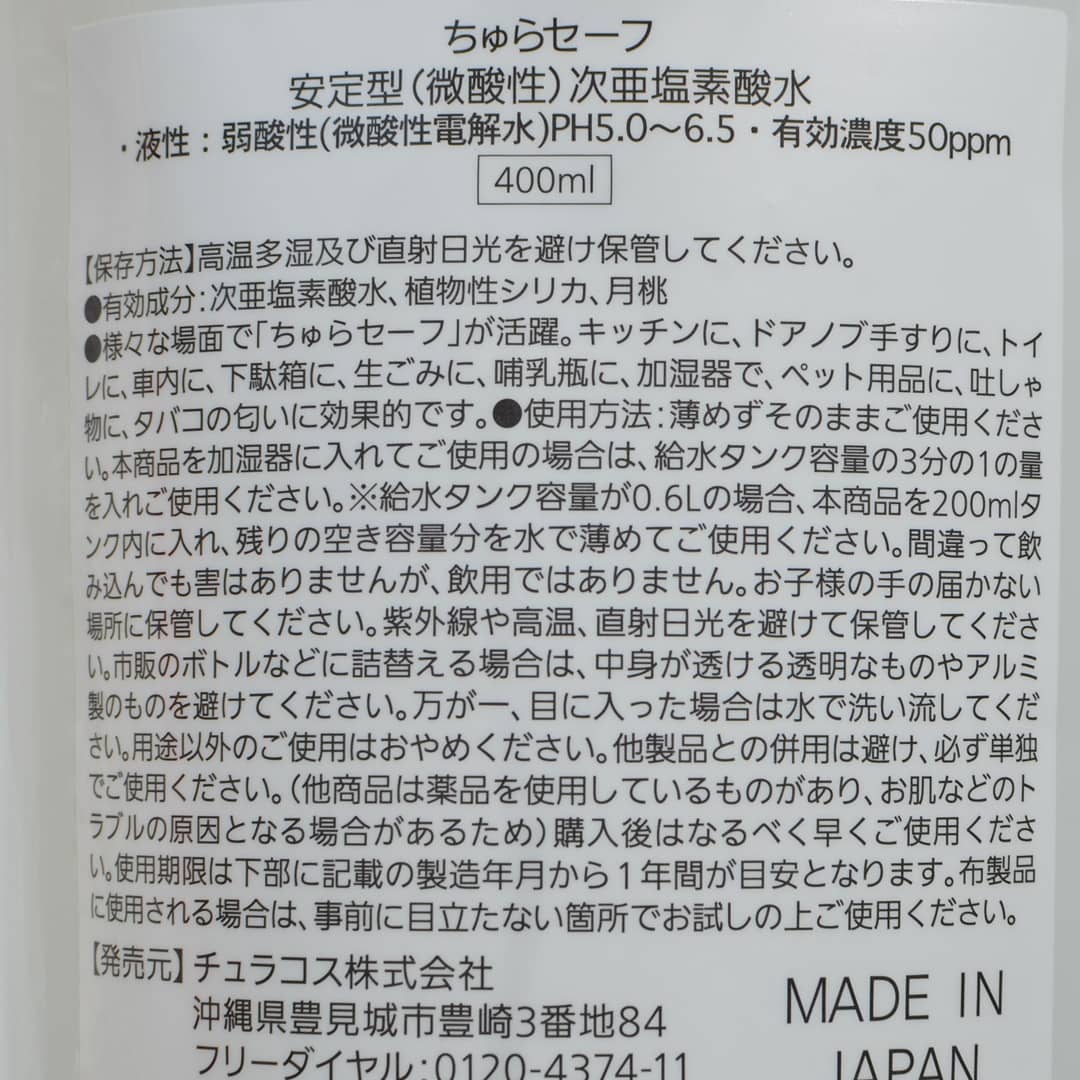 ちゅらセーフ
安定型（微酸性）次亜塩素酸水
・液性：弱酸性(微酸性電解水)PH5.0～6.5・有効濃度50ppm
400ml
【保存方法】高温多湿及び直射日光を避け保管してください。
●有効成分：次亜塩素酸水、植物性シリカ、月桃
●様々な場面で「ちゅらセーフ」が活躍。キッチンに、ドアノブ手すりに、トイ
レに、車内に、下駄箱に、生ごみに、哺乳瓶に、加湿器で、ペット用品に、吐しゃ
物に、タバコの匂いに効果的です。●使用方法：薄めずそのままご使用くださ
い。本商品を加湿器に入れてご使用の場合は、給水タンク容量の3分の1の量
を入れご使用ください。※給水タンク容量が0.6Lの場合、本商品を200mlタ
ンク内に入れ、残りの空き容量分を水で薄めてご使用ください。間違って飲
み込んでも害はありませんが、飲用ではありません。お子様の手の届かない
場所に保管してください。紫外線や高温、直射日光を避けて保管してくださ
い。市販のボトルなどに詰替える場合は、中身が透ける透明なものやアルミ
製のものを避けてください。万が一、目に入った場合は水で洗い流してくだ
さい。用途以外のご使用はおやめください。他製品との併用は避け、必ず単独
でご使用ください。（他商品は薬品を使用しているものがあり、お肌などのト
ラブルの原因となる場合があるため）購入後はなるべく早くご使用くださ
い。使用期限は下部に記載の製造年月から1年間が目安となります。布製品
に使用される場合は、事前に目立たない箇所でお試しの上ご使用ください。
【発売元】チュラコス株式会社
沖縄県豊見城市豊崎3番地84
フリーダイヤル：0120-4374-11
MADE IN
JAPAN